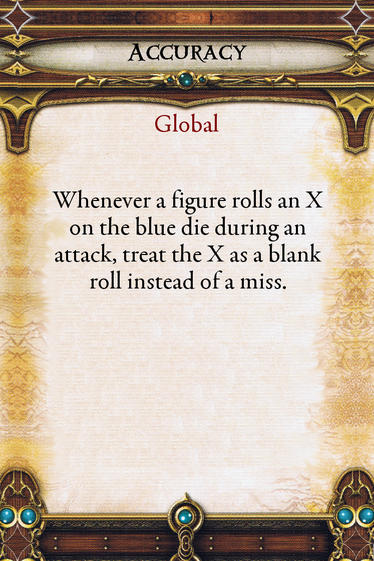 Accuracy
Global
Whenever a figure rolls an X
on the blue die during an
attack, treat the X as a blank
roll instead of a miss.